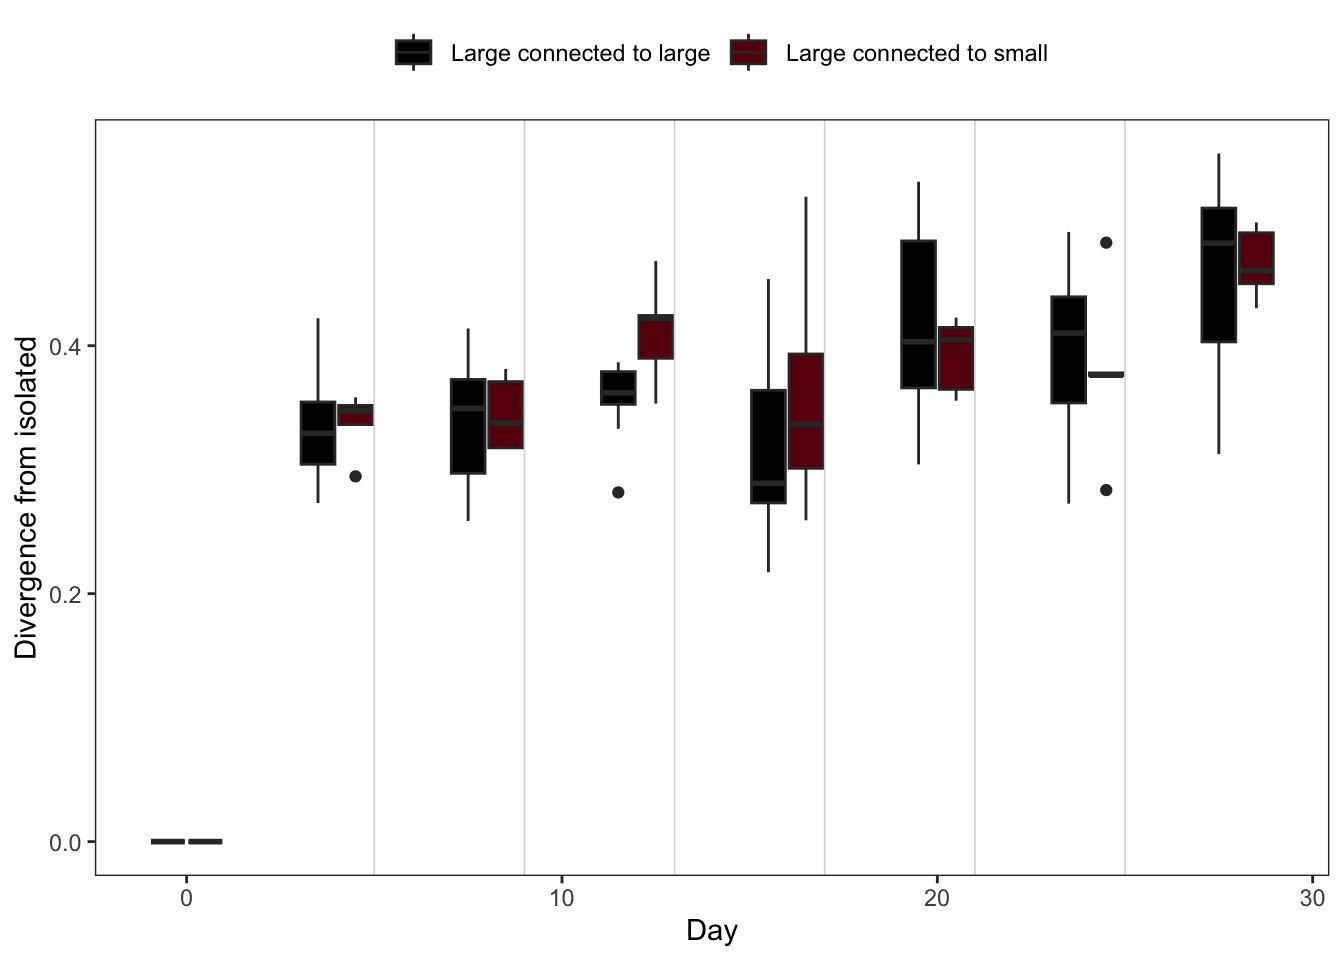 Large connected to large
Large connected to small
Divergence from isolated
0.4
0.2
0.0
0
10
20
30
Day